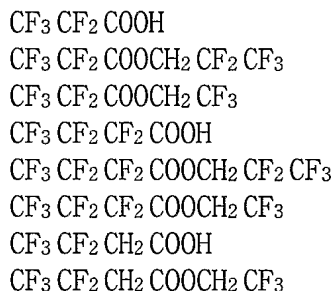 CF3 CF2 COOH
CF3 CF2 COOCH2 CF2 CF3
CF3 CF2 COOCH2 CF3
CF3 CF2 CF2 COOH
CF3 CF2 CF2 COOCH2 CF2 CF3
CF3 CF2 CF2 COOCH2 CF3
CF3 CF2 CH2 COOH
CF3 CF2 CH2 COOCH2 CF3